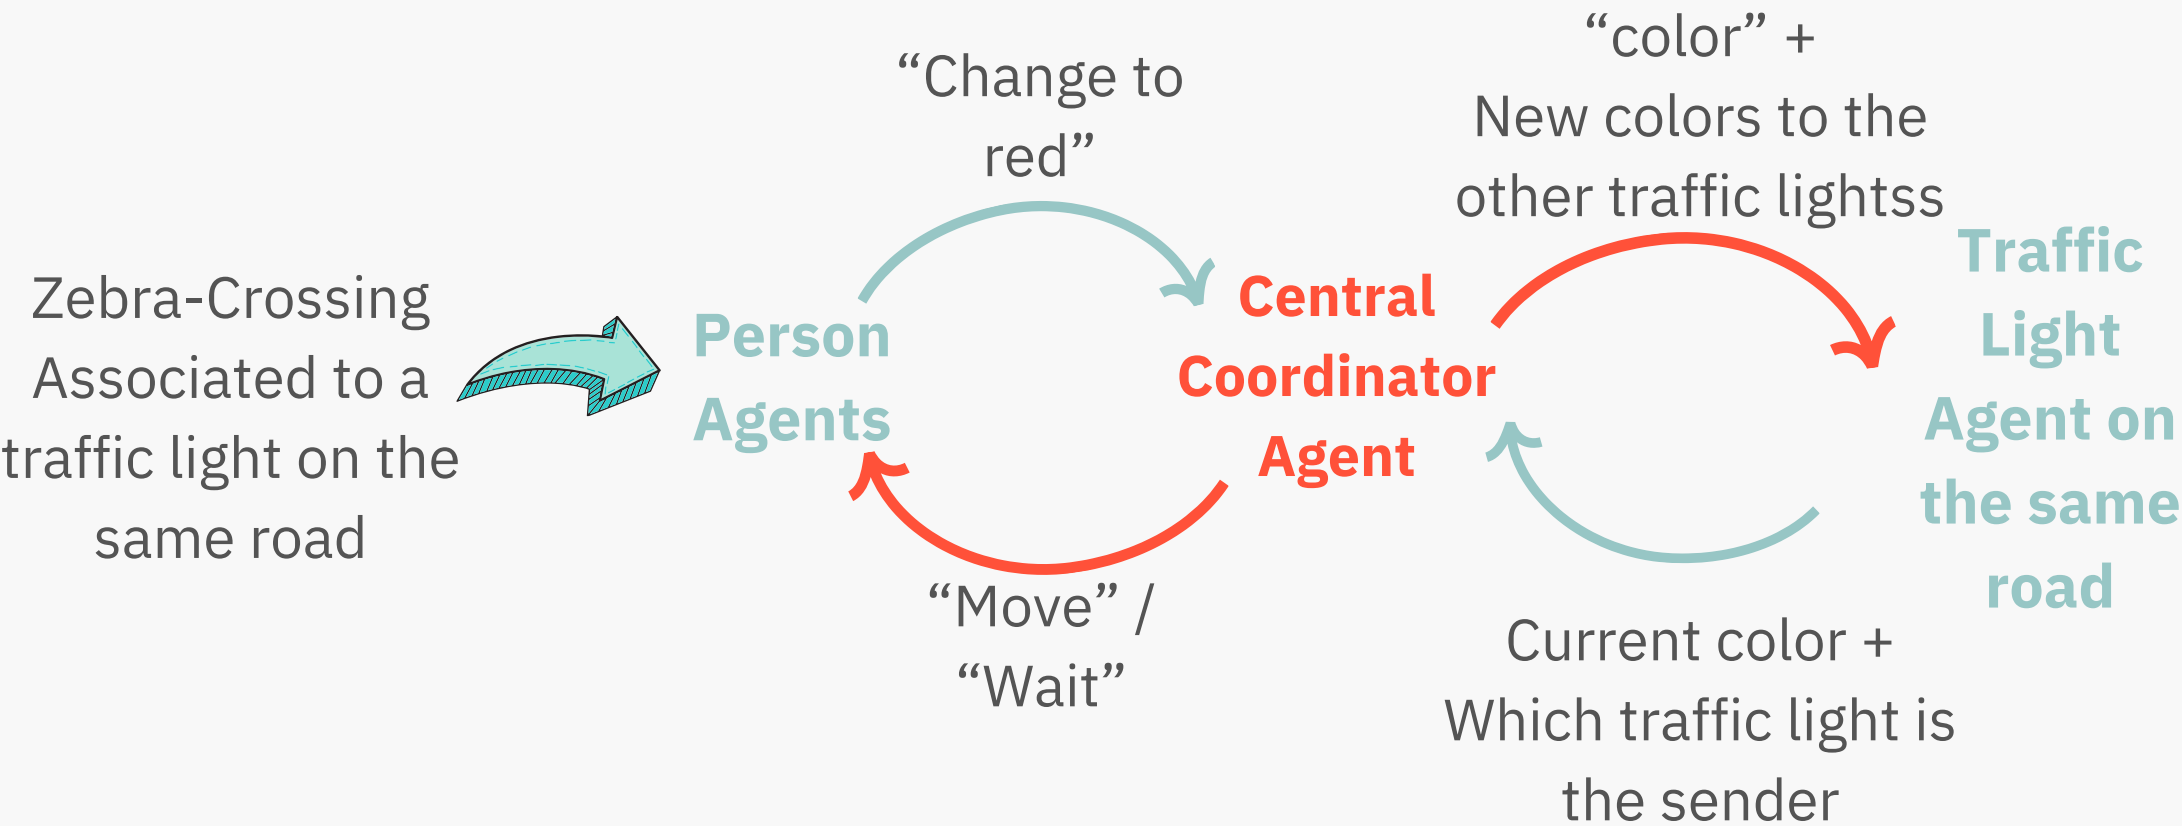 Zebra-Crossing
Associated to a
traffic light on the
same road
Person
Agents
“Change to
red”
“Move” /
“Wait”
Central
Coordinator
Agent
“color” +
New colors to the
other traffic lightss
Current color +
Which traffic light is
the sender
Traffic
Light
Agent on
the same
road